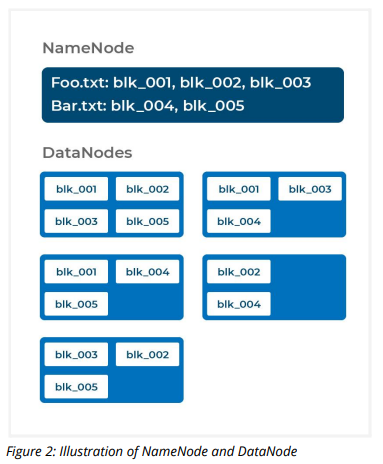 NameNode
Foo.txt: blk_001, blk_002, blk_003
Bar.txt: blk_004, blk_005
DataNodes
blk_001 blk_002
blk_003 blk_005
blk_001 blk_003
blk_004
blk_001 blk_004
blk_005
blk_002
blk_004
blk_003 blk_002
blk_005
Figure 2: Illustration of NameNode and DataNode